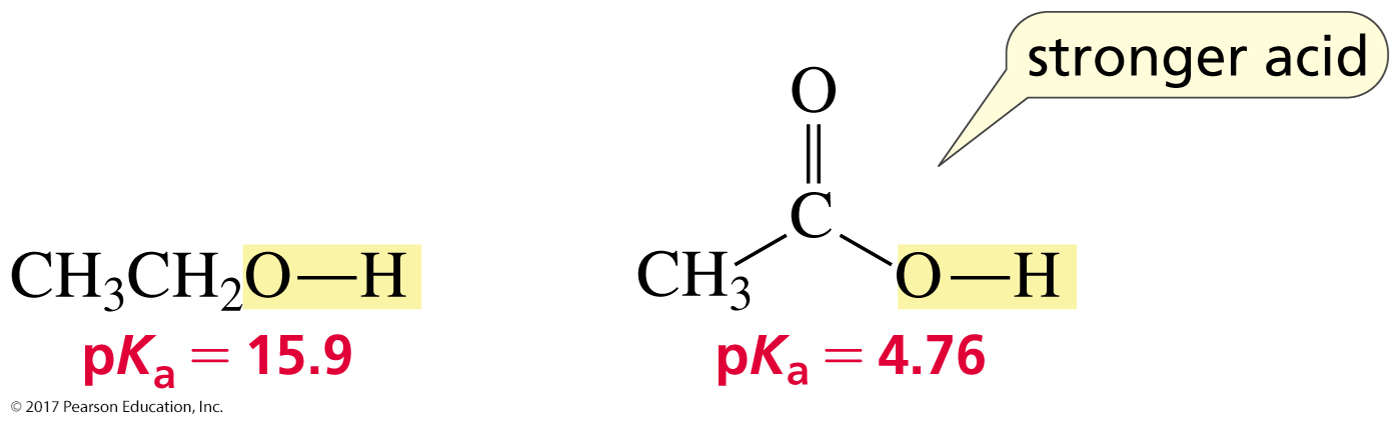 stronger acid
O
C
CH₃CH₂O—H
CH₃ O—H
pKₐ = 15.9
pKₐ = 4.76
© 2017 Pearson Education, Inc.